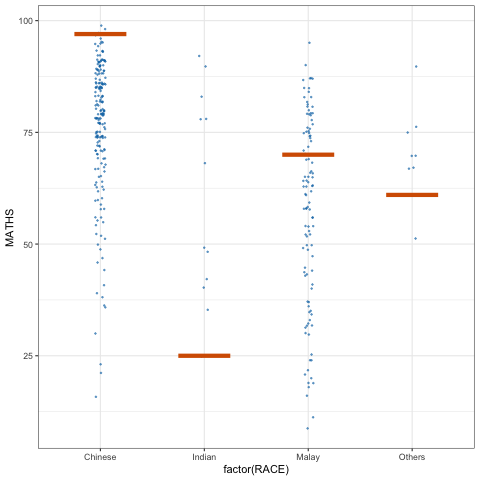 100
75
50
25
MATHS
Chinese
Indian
Malay
Others
factor(RACE)